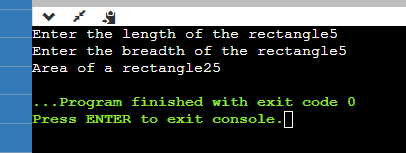 Enter the length of the rectangle5
Enter the breadth of the rectangle5
Area of a rectangle25
...Program finished with exit code 0
Press ENTER to exit console.